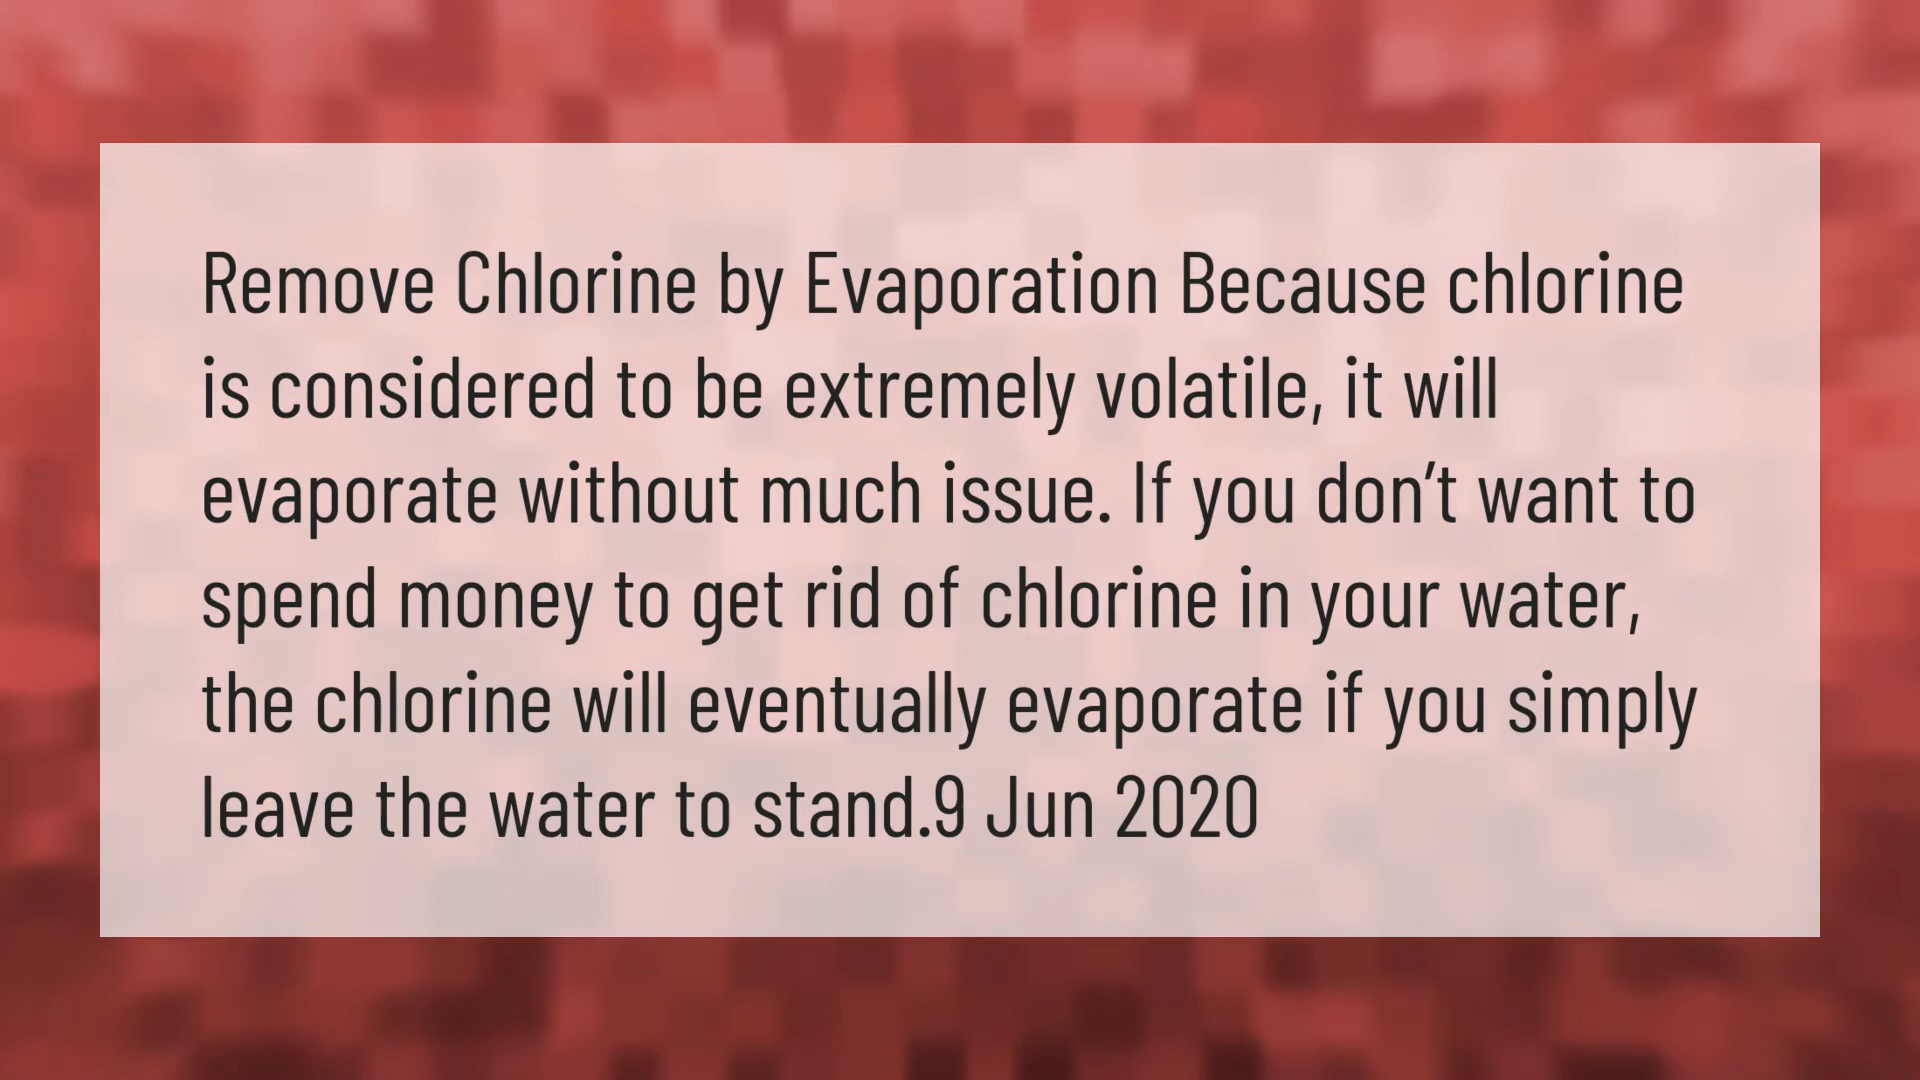 Remove Chlorine by Evaporation Because chlorine
is considered to be extremely volatile, it will
evaporate without much issue. If you don’t want to
spend money to get rid of chlorine in your water,
the chlorine will eventually evaporate if you simply
leave the water to stand.9 Jun 2020